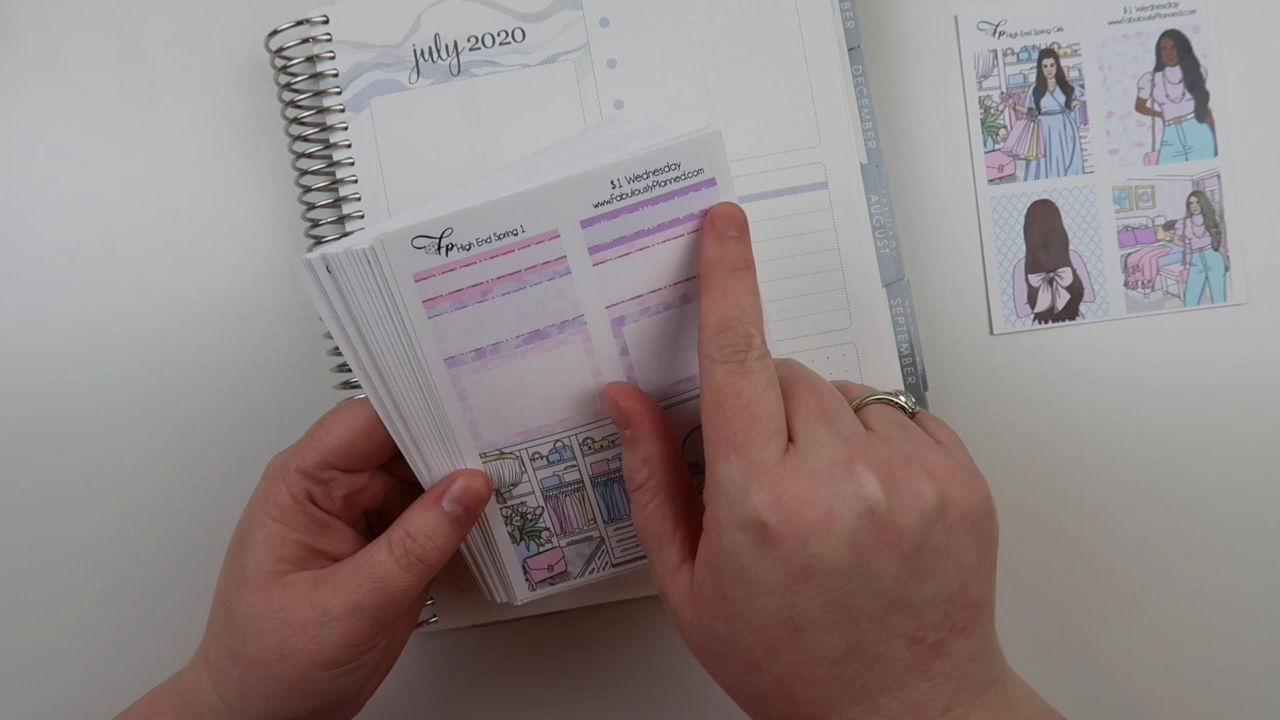 july 2020
BER
DECEMBER
AUGUST
SEPTEMBER
$1 Wednesday
www.FabulouslyPlanned.com
Fp High End Spring 1
Fp High End Spring Girls
$1 Wednesday
www.FabulouslyPlanned.com